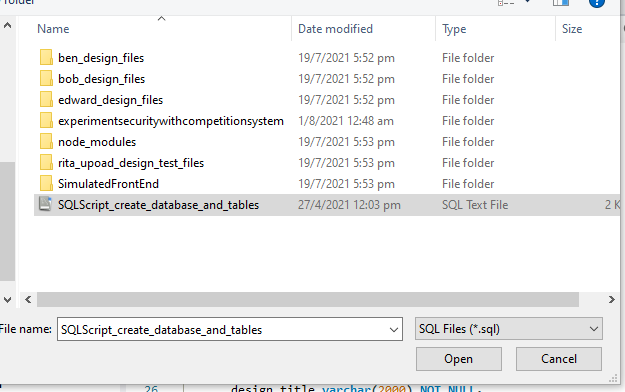 older
Name Date modified Type Size
ben_design_files 19/7/2021 5:52 pm File folder
bob_design_files 19/7/2021 5:52 pm File folder
edward_design_files 19/7/2021 5:52 pm File folder
experimentsecuritywithcompetitionsystem 1/8/2021 12:48 am File folder
node_modules 19/7/2021 5:53 pm File folder
rita_upoad_design_test_files 19/7/2021 5:53 pm File folder
SimulatedFrontEnd 19/7/2021 5:53 pm File folder
SQLScript_create_database_and_tables 27/4/2021 12:03 pm SQL Text File 2 K
File name: SQLScript_create_database_and_tables SQL Files (*.sql)
Open Cancel
26 design_title varchar(2000) NOT NULL,